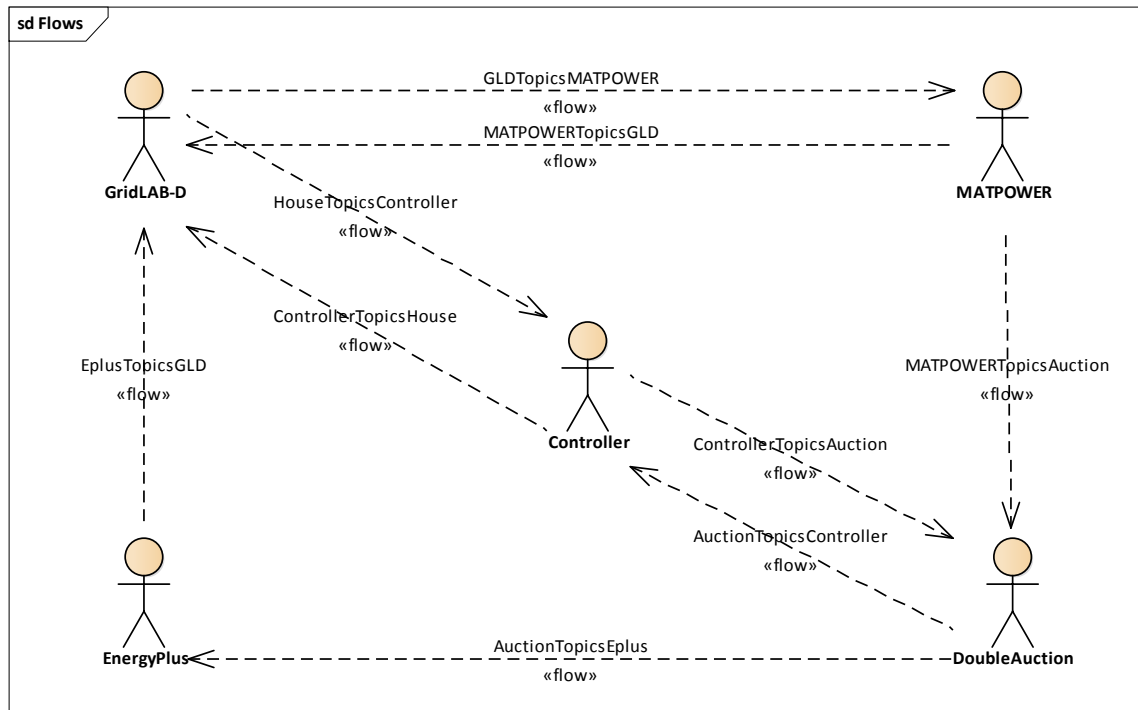 sd Flows
GLDTopicsMATPOWER
«flow»
MATPOWERTopicsGLD
«flow»
GridLAB-D
MATPOWER
HouseTopicsController
«flow»
ControllerTopicsHouse
«flow»
EplusTopicsGLD
«flow»
MATPOWERTopicsAuction
«flow»
Controller
ControllerTopicsAuction
«flow»
AuctionTopicsController
«flow»
EnergyPlus
AuctionTopicsEplus
«flow»
DoubleAuction